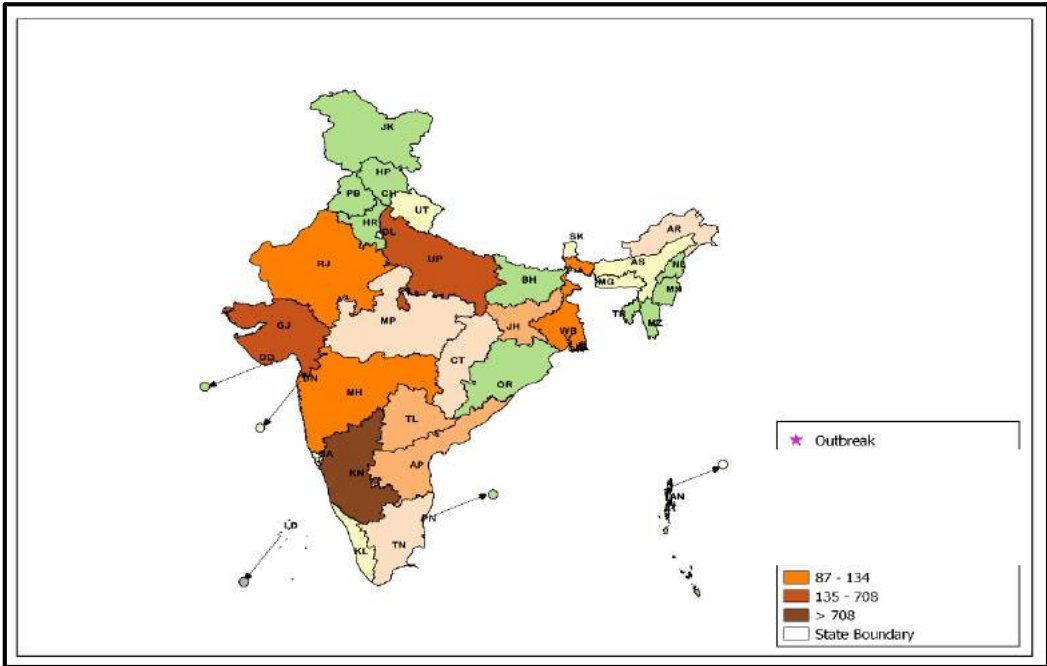 JK
HP
PB
CH
UT
HR
DL
SK
AR
RJ
UP
AS
NL
BH
MG
MN
TR
MZ
GJ
MP
JH
WB
DD
CT
DN
MH
OR
TL
GA
KN
AP
AN
LD
PN
KL
TN
Outbreak
87 - 134
135 - 708
> 708
State Boundary